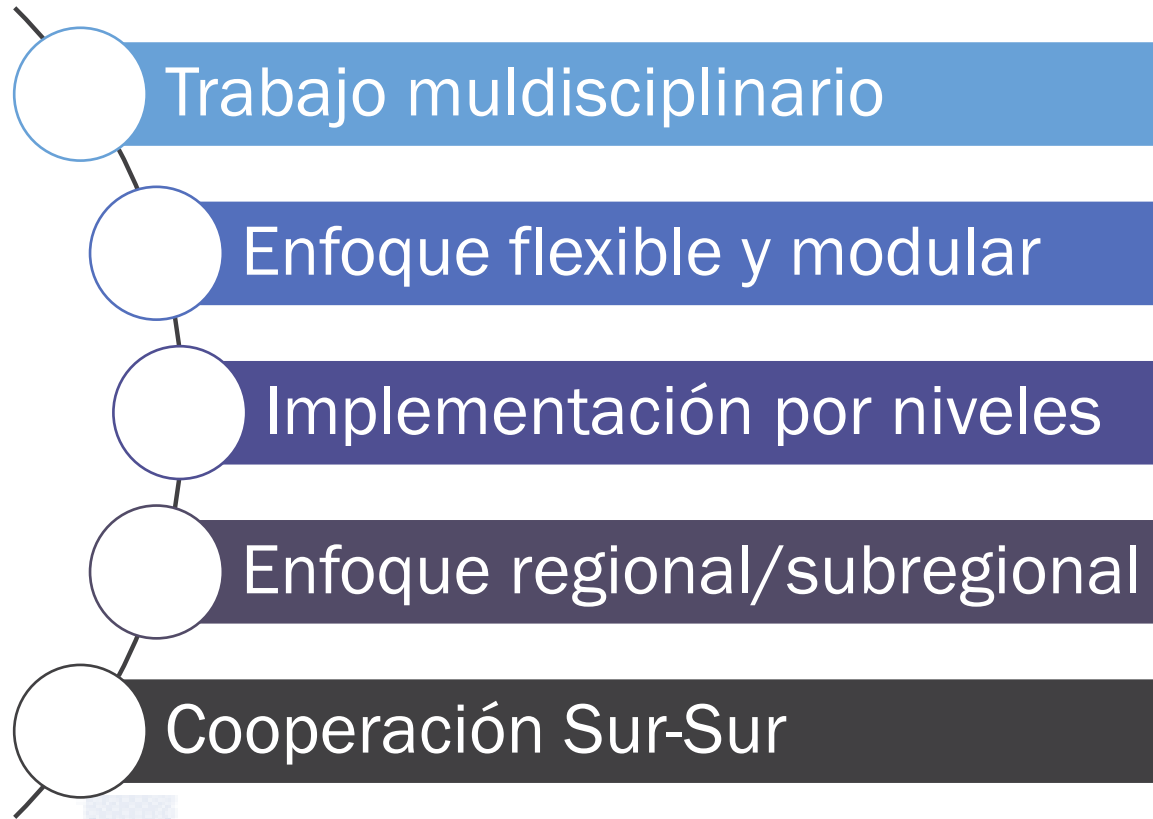 Trabajo muldisciplinario
Enfoque flexible y modular
Implementación por niveles
Enfoque regional/subregional
Cooperación Sur-Sur